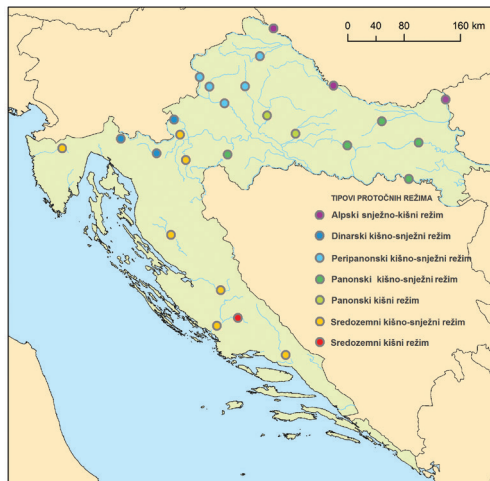 0 40 80 160 km
TIPOVI PROTOČNIH REŽIMA
Alpski snježno-kišni režim
Dinarski kišno-snježni režim
Peripanonski kišno-snježni režim
Panonski kišno-snježni režim
Panonski kišni režim
Sredozemni kišno-snježni režim
Sredozemni kišni režim